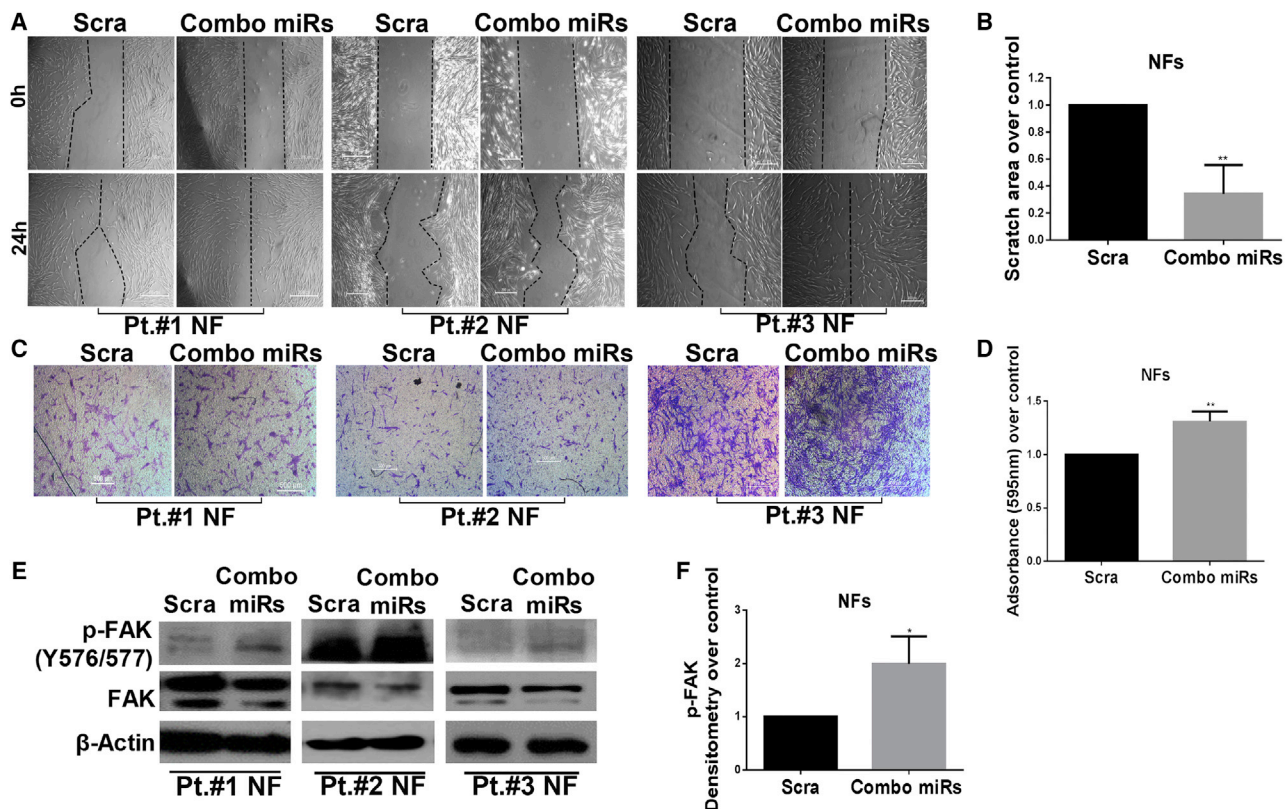 A
Scra
Combo miRs
Scra
Combo miRs
Scra
Combo miRs
0h
24h
Pt.#1 NF
Pt.#2 NF
Pt.#3 NF
B
NFs
Scratch area over control
1.2
1.0
0.8
0.6
0.4
0.2
0.0
**
Scra
Combo miRs
C
Scra
Combo miRs
Scra
Combo miRs
Scra
Combo miRs
500 µm
500 µm
Pt.#1 NF
Pt.#2 NF
Pt.#3 NF
D
NFs
Adsorbance (595nm) over control
1.5
1.0
0.5
0.0
**
Scra
Combo miRs
E
Scra
Combo
miRs
Scra
Combo
miRs
Scra
Combo
miRs
p-FAK
(Y576/577)
FAK
β-Actin
Pt.#1 NF
Pt.#2 NF
Pt.#3 NF
F
NFs
p-FAK
Densitometry over control
3
2
1
0
*
Scra
Combo miRs